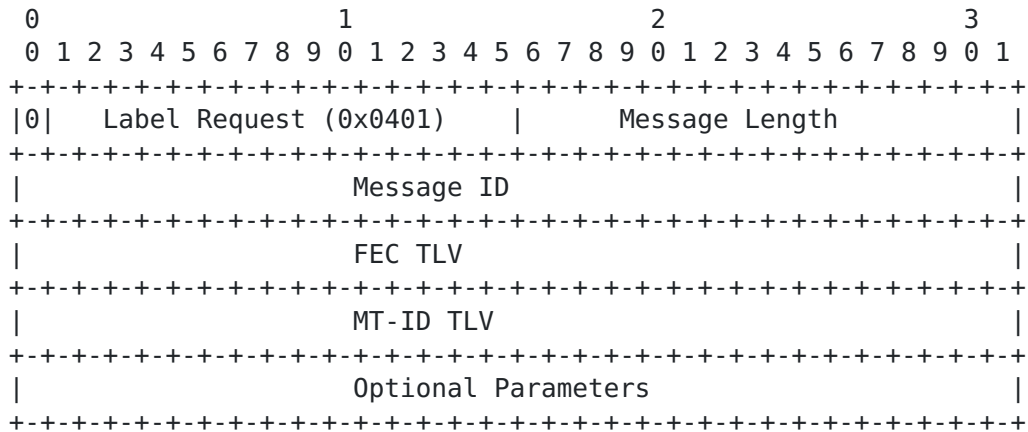 0                   1                   2                   3
 0 1 2 3 4 5 6 7 8 9 0 1 2 3 4 5 6 7 8 9 0 1 2 3 4 5 6 7 8 9 0 1
+-+-+-+-+-+-+-+-+-+-+-+-+-+-+-+-+-+-+-+-+-+-+-+-+-+-+-+-+-+-+-+-+
|0|   Label Request (0x0401)    |      Message Length           |
+-+-+-+-+-+-+-+-+-+-+-+-+-+-+-+-+-+-+-+-+-+-+-+-+-+-+-+-+-+-+-+-+
|                     Message ID                                |
+-+-+-+-+-+-+-+-+-+-+-+-+-+-+-+-+-+-+-+-+-+-+-+-+-+-+-+-+-+-+-+-+
|                     FEC TLV                                   |
+-+-+-+-+-+-+-+-+-+-+-+-+-+-+-+-+-+-+-+-+-+-+-+-+-+-+-+-+-+-+-+-+
|                     MT-ID TLV                                 |
+-+-+-+-+-+-+-+-+-+-+-+-+-+-+-+-+-+-+-+-+-+-+-+-+-+-+-+-+-+-+-+-+
|                     Optional Parameters                       |
+-+-+-+-+-+-+-+-+-+-+-+-+-+-+-+-+-+-+-+-+-+-+-+-+-+-+-+-+-+-+-+-+